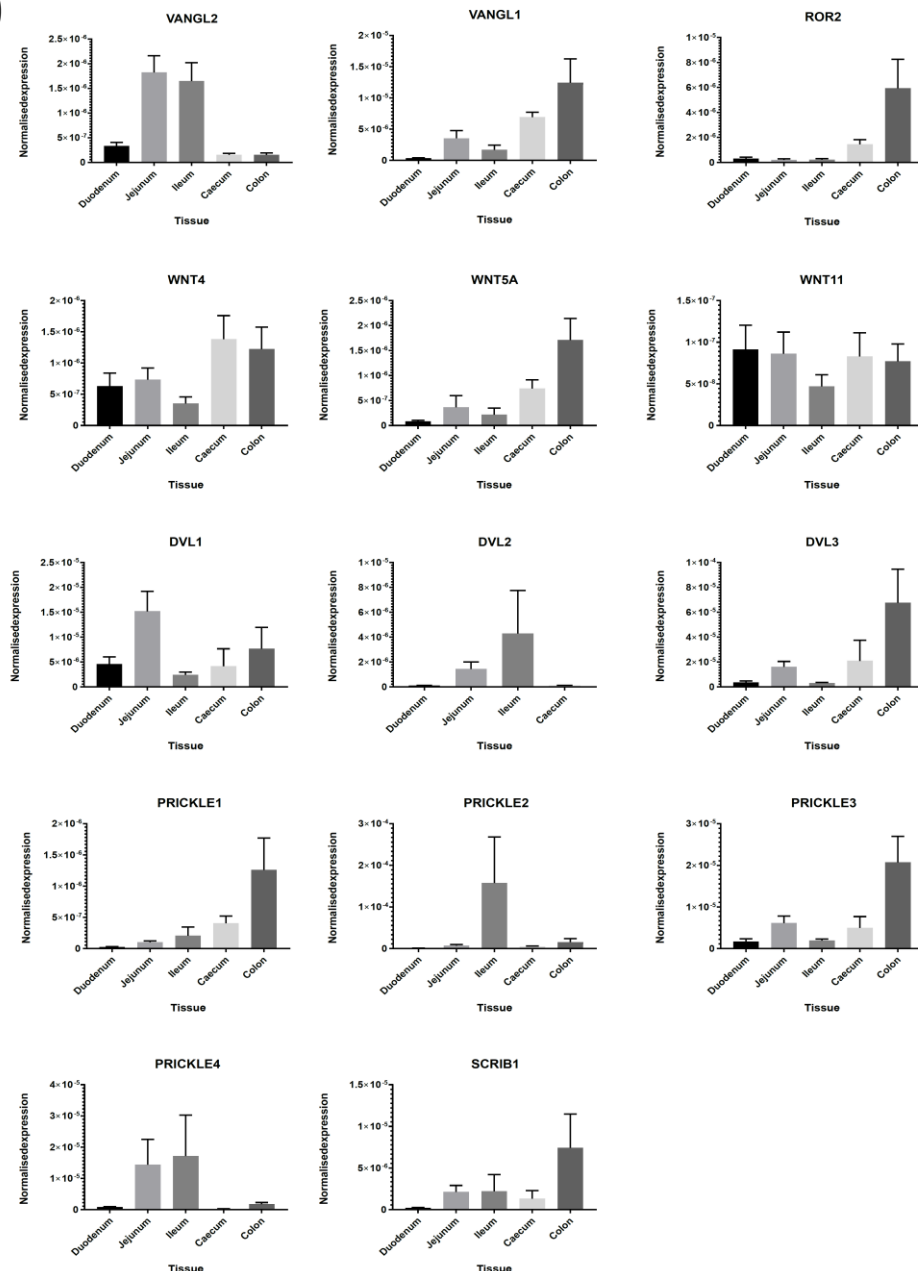 VANGL2
Normalisedexpression
2.5×10⁻⁶
2×10⁻⁶
1.5×10⁻⁶
1×10⁻⁶
5×10⁻⁷
0
Duodenum
Jejunum
Ileum
Caecum
Colon
Tissue
VANGL1
Normalisedexpression
2×10⁻⁵
1.5×10⁻⁵
1×10⁻⁵
5×10⁻⁶
0
Duodenum
Jejunum
Ileum
Caecum
Colon
Tissue
ROR2
Normalisedexpression
1×10⁻⁵
8×10⁻⁶
6×10⁻⁶
4×10⁻⁶
2×10⁻⁶
0
Duodenum
Jejunum
Ileum
Caecum
Colon
Tissue
WNT4
Normalisedexpression
2×10⁻⁶
1.5×10⁻⁶
1×10⁻⁶
5×10⁻⁷
0
Duodenum
Jejunum
Ileum
Caecum
Colon
Tissue
WNT5A
Normalisedexpression
2.5×10⁻⁶
2×10⁻⁶
1.5×10⁻⁶
1×10⁻⁶
5×10⁻⁷
0
Duodenum
Jejunum
Ileum
Caecum
Colon
Tissue
WNT11
Normalisedexpression
1.5×10⁻⁷
1×10⁻⁷
5×10⁻⁸
0
Duodenum
Jejunum
Ileum
Caecum
Colon
Tissue
DVL1
Normalisedexpression
2.5×10⁻⁵
2×10⁻⁵
1.5×10⁻⁵
1×10⁻⁵
5×10⁻⁶
0
Duodenum
Jejunum
Ileum
Caecum
Colon
Tissue
DVL2
Normalisedexpression
1×10⁻⁵
8×10⁻⁶
6×10⁻⁶
4×10⁻⁶
2×10⁻⁶
0
Duodenum
Jejunum
Ileum
Caecum
Tissue
DVL3
Normalisedexpression
1×10⁻⁴
8×10⁻⁵
6×10⁻⁵
4×10⁻⁵
2×10⁻⁵
0
Duodenum
Jejunum
Ileum
Caecum
Colon
Tissue
PRICKLE1
Normalisedexpression
2×10⁻⁶
1.5×10⁻⁶
1×10⁻⁶
5×10⁻⁷
0
Duodenum
Jejunum
Ileum
Caecum
Colon
Tissue
PRICKLE2
Normalisedexpression
3×10⁻⁴
2×10⁻⁴
1×10⁻⁴
0
Duodenum
Jejunum
Ileum
Caecum
Colon
Tissue
PRICKLE3
Normalisedexpression
3×10⁻⁵
2×10⁻⁵
1×10⁻⁵
0
Duodenum
Jejunum
Ileum
Caecum
Colon
Tissue
PRICKLE4
Normalisedexpression
4×10⁻⁵
3×10⁻⁵
2×10⁻⁵
1×10⁻⁵
0
Duodenum
Jejunum
Ileum
Caecum
Colon
Tissue
SCRIB1
Normalisedexpression
1.5×10⁻⁵
1×10⁻⁵
5×10⁻⁶
0
Duodenum
Jejunum
Ileum
Caecum
Colon
Tissue